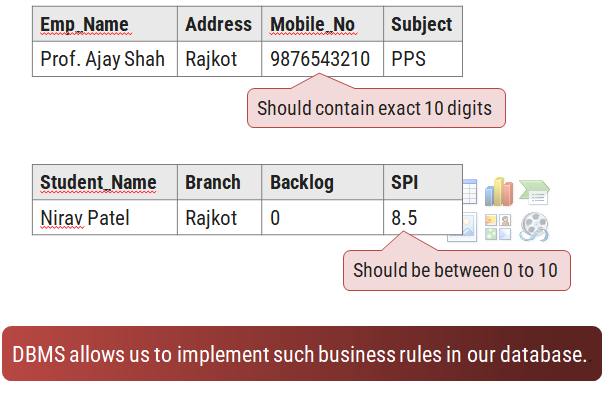 Emp_Name Address Mobile_No Subject
Prof. Ajay Shah Rajkot 9876543210 PPS
Should contain exact 10 digits
Student_Name Branch Backlog SPI
Nirav Patel Rajkot 0 8.5
Should be between 0 to 10
DBMS allows us to implement such business rules in our database.